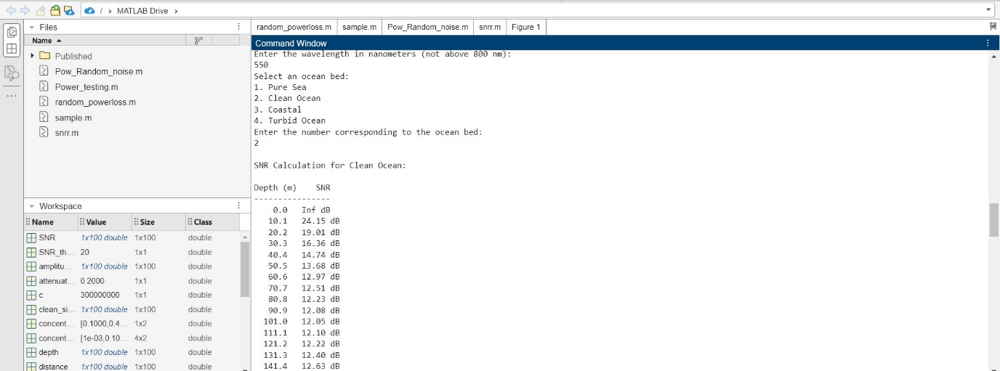 / › MATLAB Drive ›
Files
Name
Published
Pow_Random_noise.m
Power_testing.m
random_powerloss.m
sample.m
snrr.m
Workspace
Name Value Size Class
SNR 1x100 double 1x100 double
SNR_th... 20 1x1 double
amplitu... 1x100 double 1x100 double
attenuat... 0.2000 1x1 double
c 300000000 1x1 double
clean_si... 1x100 double 1x100 double
concent... [0.1000,0.4... 1x2 double
concent... [1e-03,0.10... 4x2 double
depth 1x100 double 1x100 double
distance 1x100 double 1x100 double
random_powerloss.m sample.m Pow_Random_noise.m snrr.m Figure 1
Command Window
Enter the wavelength in nanometers (not above 800 nm):
550
Select an ocean bed:
1. Pure Sea
2. Clean Ocean
3. Coastal
4. Turbid Ocean
Enter the number corresponding to the ocean bed:
2
SNR Calculation for Clean Ocean:
Depth (m) SNR
----------------
0.0 Inf dB
10.1 24.15 dB
20.2 19.01 dB
30.3 16.36 dB
40.4 14.74 dB
50.5 13.68 dB
60.6 12.97 dB
70.7 12.51 dB
80.8 12.23 dB
90.9 12.08 dB
101.0 12.05 dB
111.1 12.10 dB
121.2 12.22 dB
131.3 12.40 dB
141.4 12.63 dB